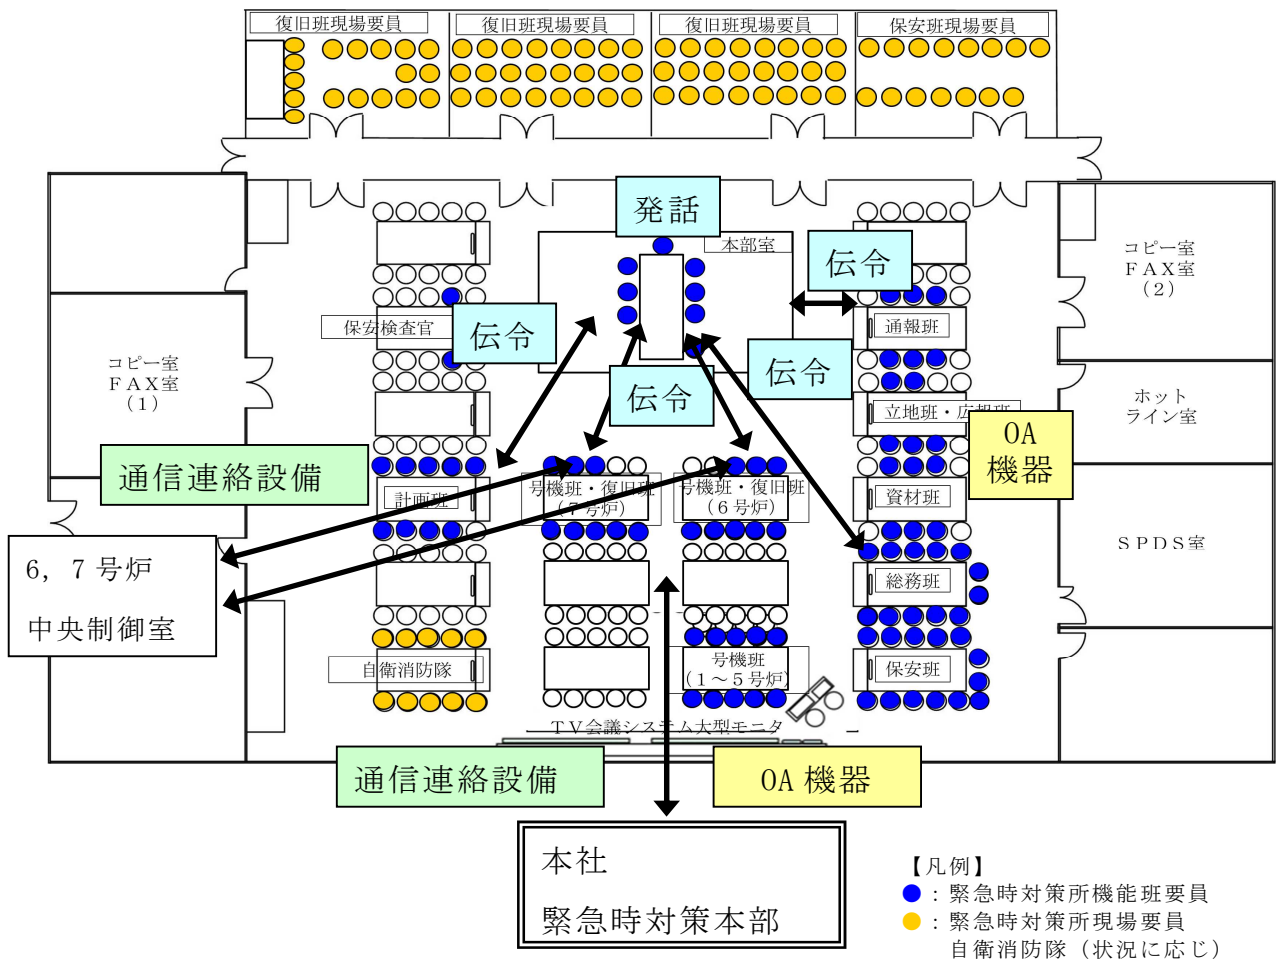 復旧班現場要員
復旧班現場要員
復旧班現場要員
保安班現場要員
発話
本部室
伝令
コピー室
ＦＡＸ室
（2）
保安検査官
伝令
通報班
コピー室
ＦＡＸ室
（1）
伝令
伝令
ホット
ライン室
立地班・広報班
OA
機器
通信連絡設備
計画班
号機班・復旧班
（７号炉）
号機班・復旧班
（６号炉）
資材班
ＳＰＤＳ室
6, 7 号炉
中央制御室
総務班
自衛消防隊
号機班
（１～５号炉）
保安班
ＴＶ会議システム大型モニタ
通信連絡設備
OA 機器
本社
緊急時対策本部
【凡例】
●：緊急時対策所機能班要員
●：緊急時対策所現場要員
自衛消防隊（状況に応じ）